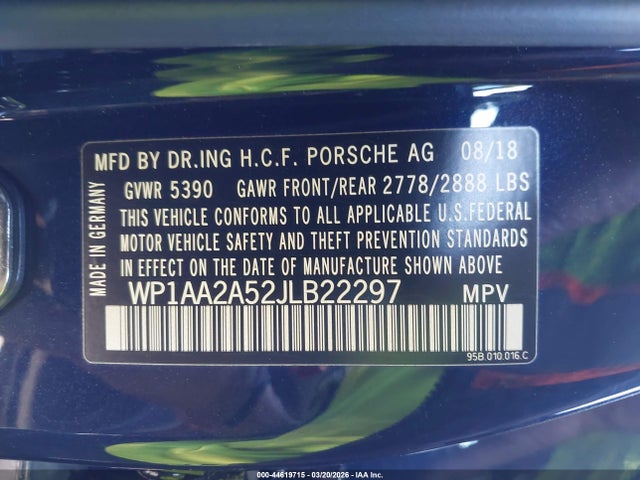 MFD BY DR.ING H.C.F. PORSCHE AG 08/18
GVWR 5390 GAWR FRONT/REAR 2778/2888 LBS
THIS VEHICLE CONFORMS TO ALL APPLICABLE U.S.FEDERAL
MOTOR VEHICLE SAFETY AND THEFT PREVENTION STANDARDS
IN EFFECT ON THE DATE OF MANUFACTURE SHOWN ABOVE
WP1AA2A52JLB22297 MPV
MADE IN GERMANY
95B.010.016.C
000-44619715 - 03/20/2026 - IAA Inc.